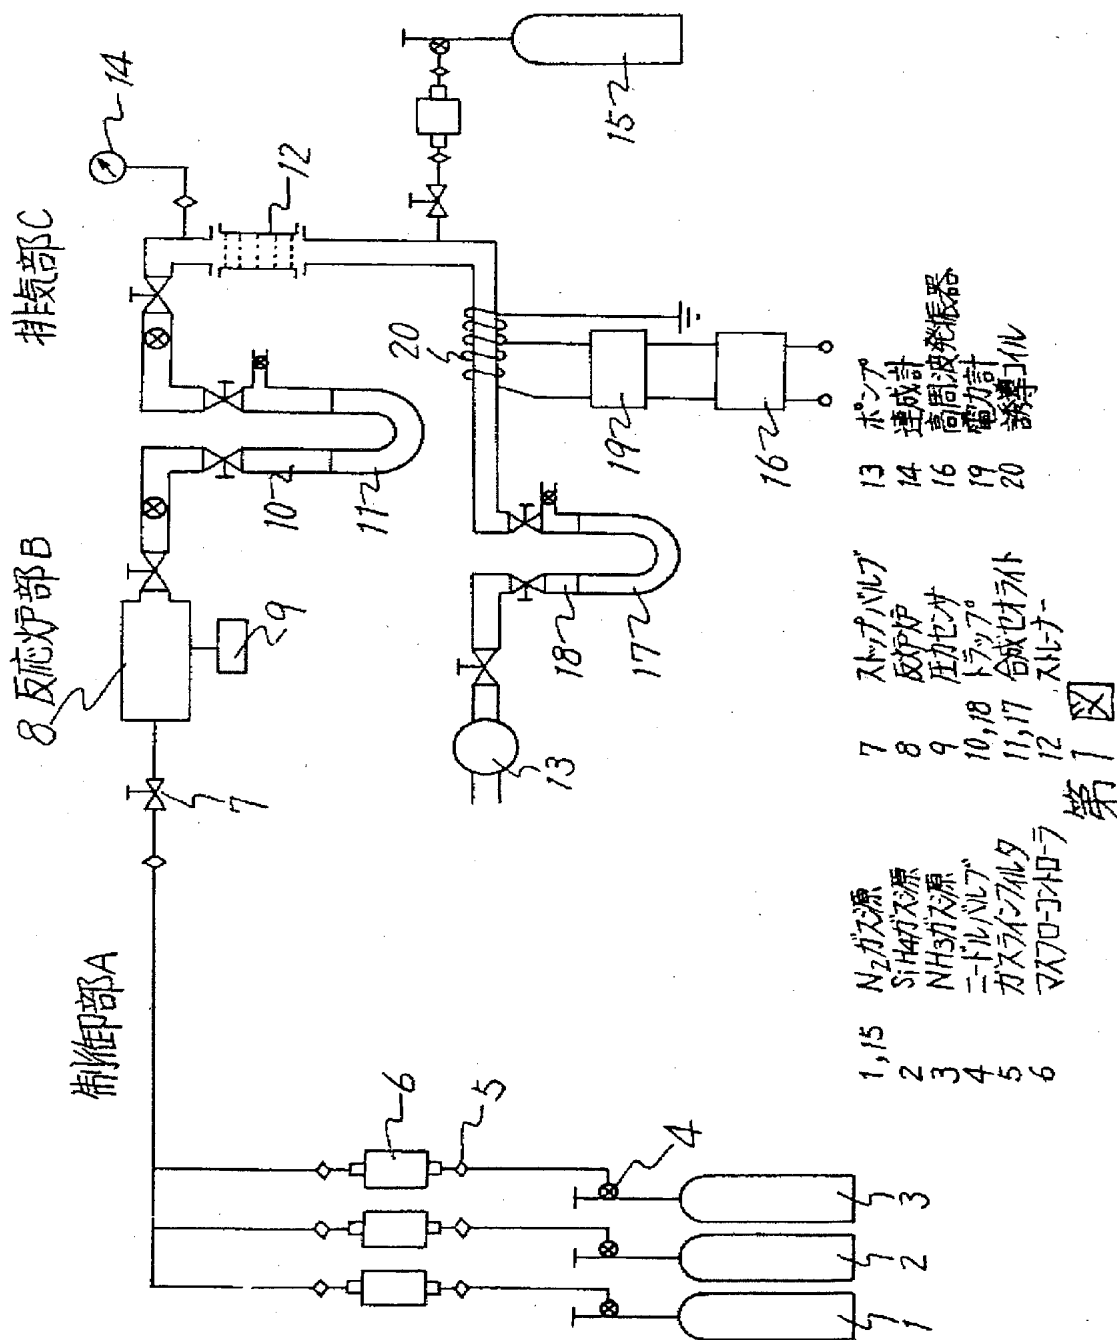 制御部A
反応炉部B
排気部C
1
2
3
4
5
6
7
8
9
10
11
12
13
14
15
16
17
18
19
20
1,15 N2ガス源
2 SiH4ガス源
3 NH3ガス源
4 ニードルバルブ
5 ガスラインフィルタ
6 マスフローコントローラ
7 ストップバルブ
8 反応炉
9 圧力センサ
10,18 トラップ
11,17 合成ゼオライト
12 ストレーナー
13 ポンプ
14 連成計
16 高周波発振器
19 電力計
20 誘導コイル
第1図